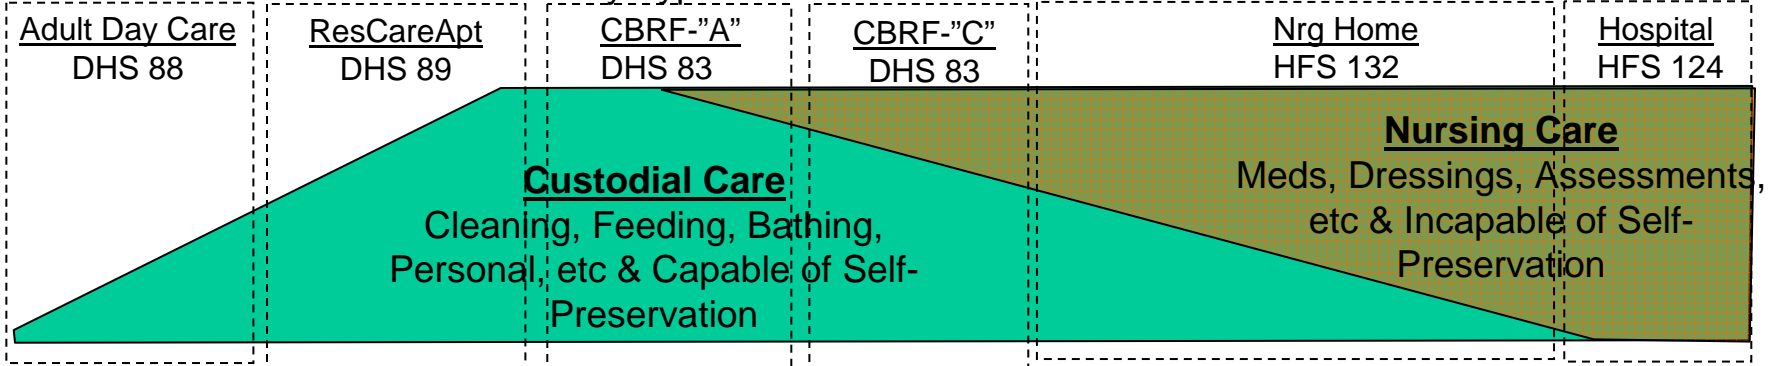 Adult Day Care
DHS 88
ResCareApt
DHS 89
CBRF-”A”
DHS 83
CBRF-”C”
DHS 83
Nrg Home
HFS 132
Hospital
HFS 124
Custodial Care
Cleaning, Feeding, Bathing,
Personal, etc & Capable of Self-
Preservation
Nursing Care
Meds, Dressings, Assessments,
etc & Incapable of Self-
Preservation